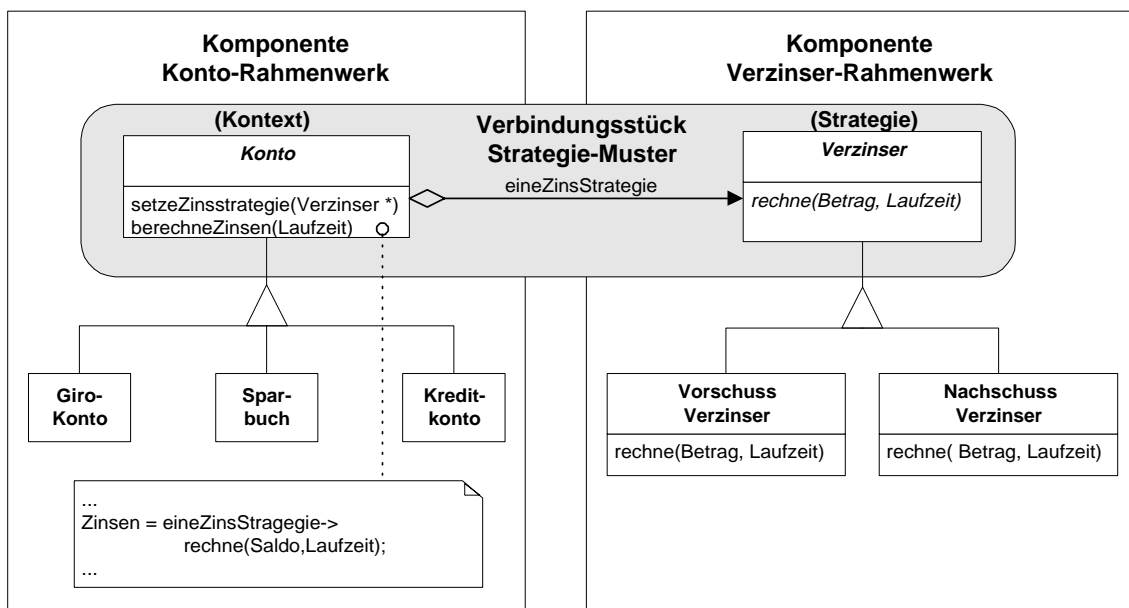 Komponente
Konto-Rahmenwerk
(Kontext)
Konto
setzeZinsstrategie(Verzinser *)
berechneZinsen(Laufzeit)
Verbindungsstück
Strategie-Muster
eineZinsStrategie
Giro-
Konto
Spar-
buch
Kredit-
konto
...
Zinsen = eineZinsStragegie->
rechne(Saldo,Laufzeit);
...
Komponente
Verzinser-Rahmenwerk
(Strategie)
Verzinser
rechne(Betrag, Laufzeit)
Vorschuss
Verzinser
rechne(Betrag, Laufzeit)
Nachschuss
Verzinser
rechne( Betrag, Laufzeit)